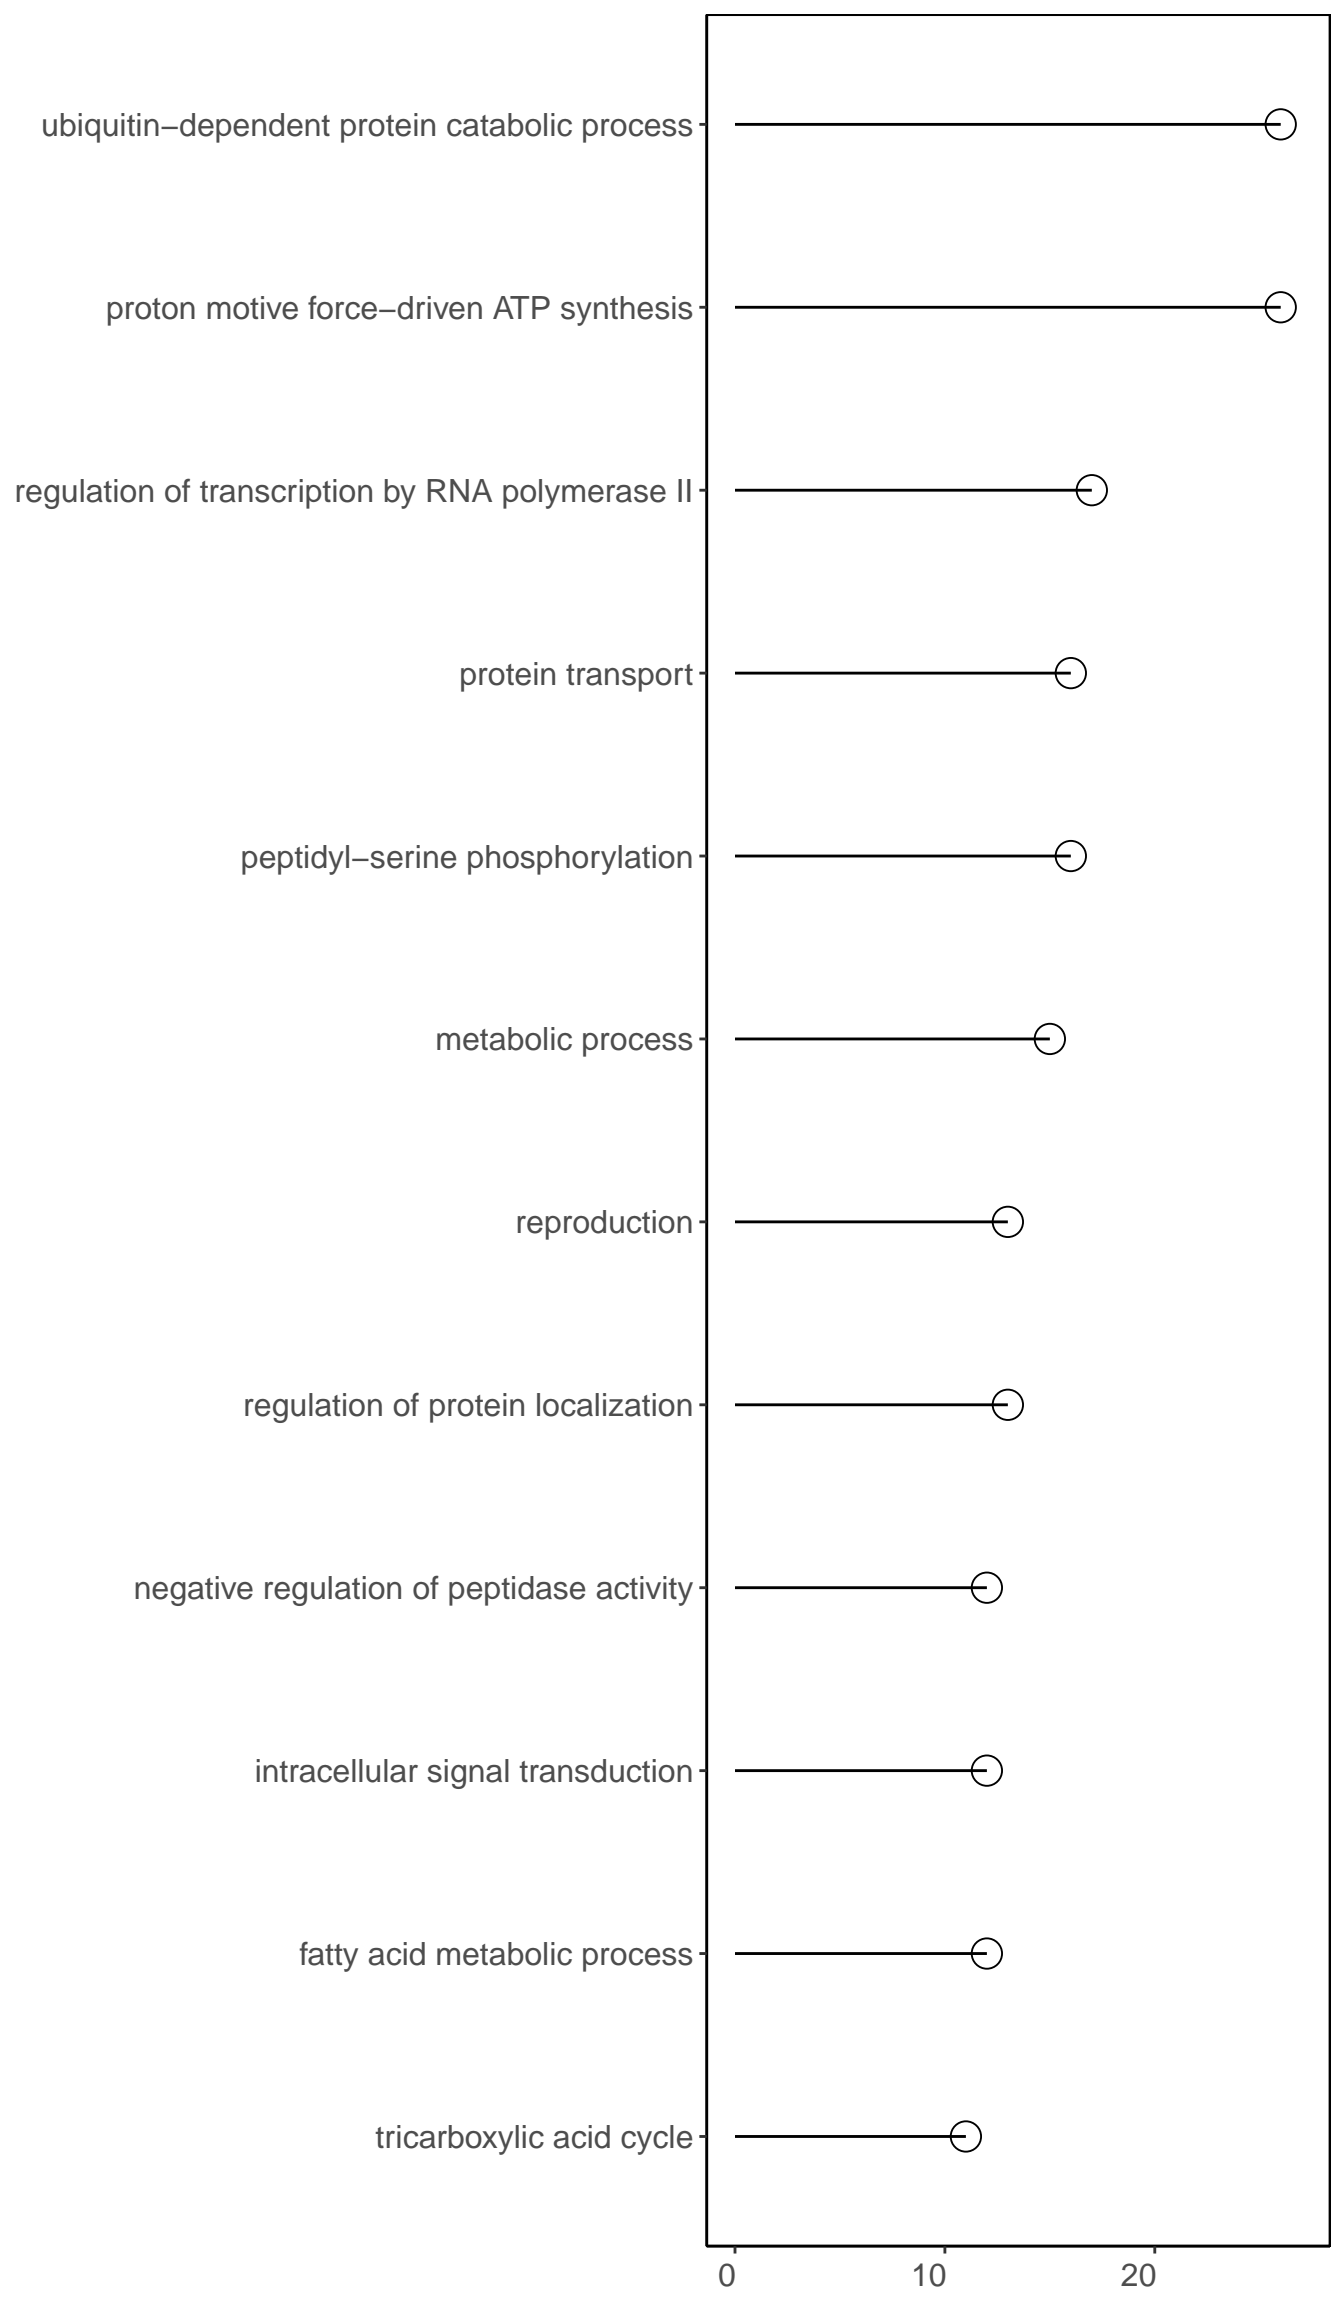 ubiquitin−dependent protein catabolic process
proton motive force−driven ATP synthesis
regulation of transcription by RNA polymerase II
protein transport
peptidyl−serine phosphorylation
metabolic process
reproduction
regulation of protein localization
negative regulation of peptidase activity
intracellular signal transduction
fatty acid metabolic process
tricarboxylic acid cycle
0 10 20